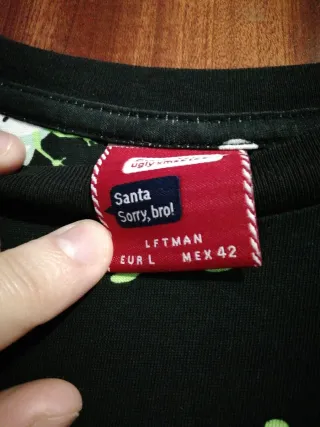 Santa
Sorry, bro!
LFTMAN
EUR L MEX 42